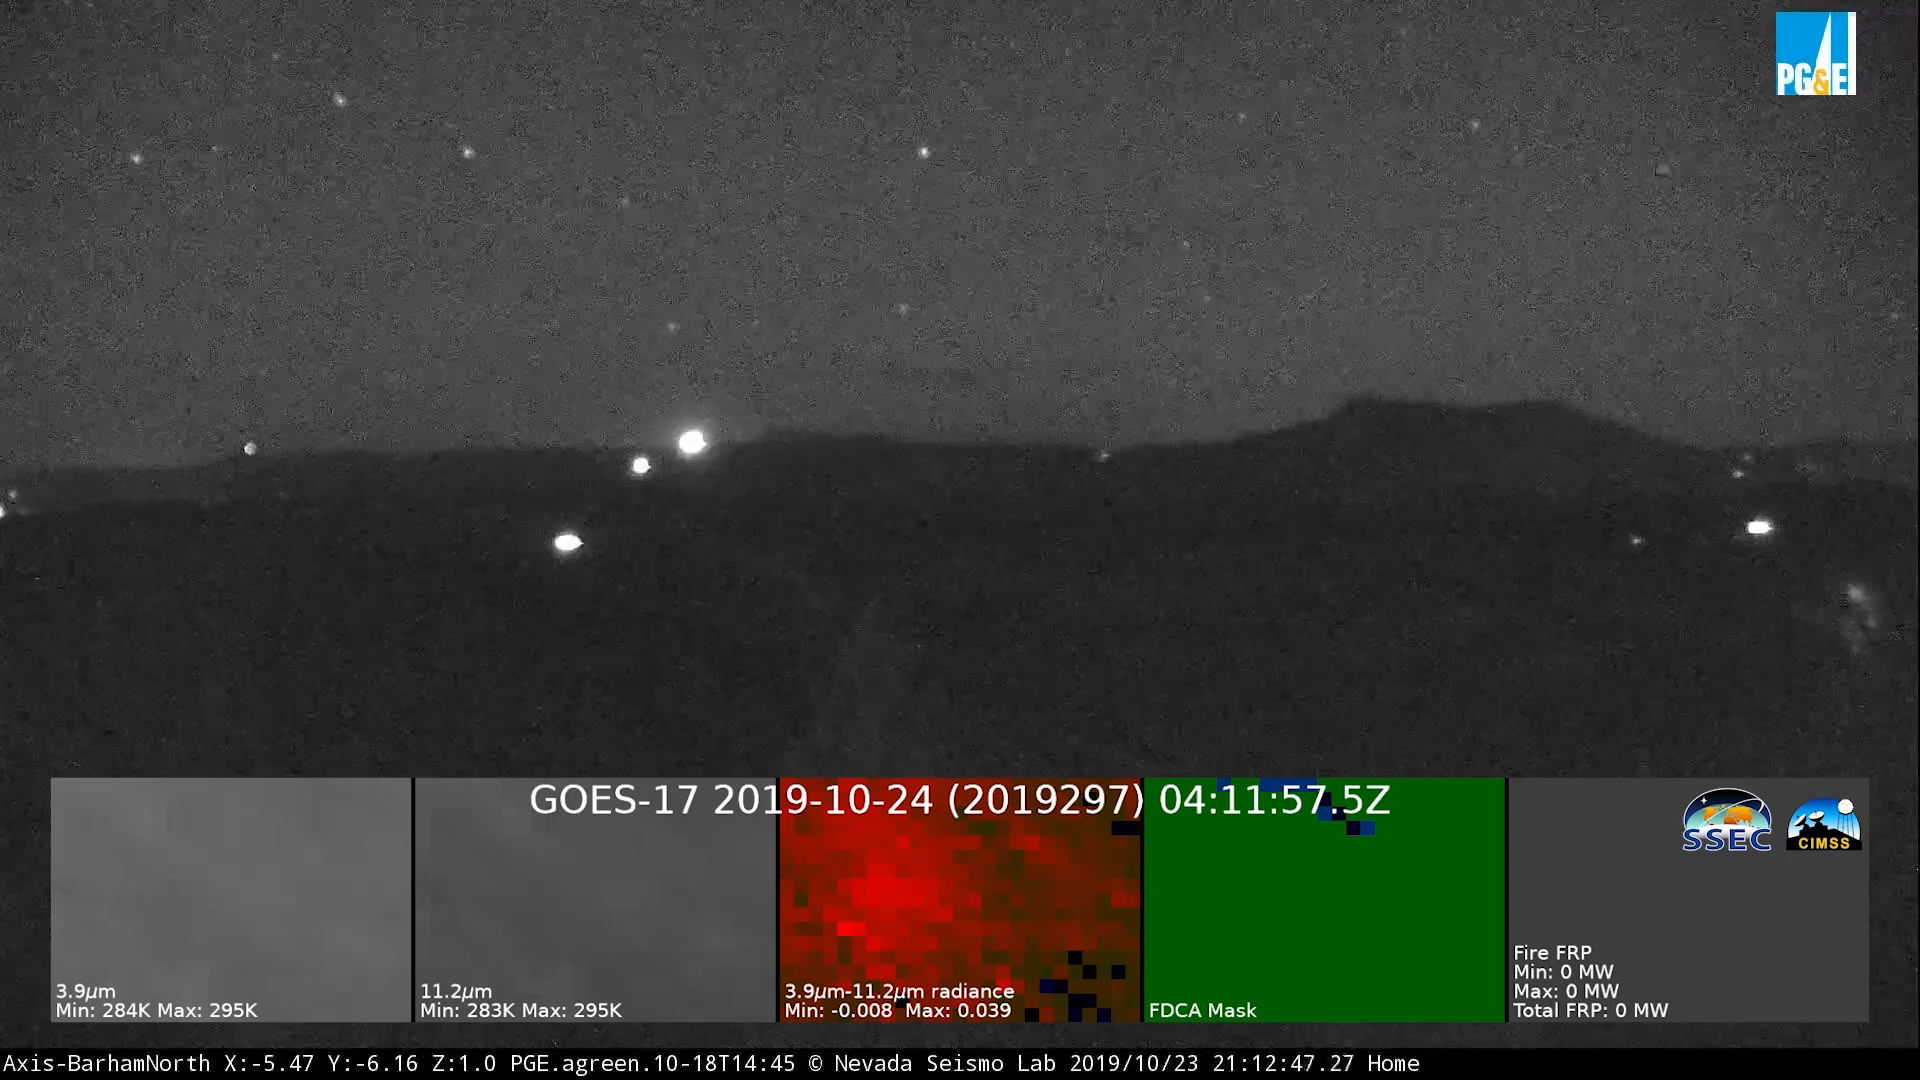 PG&E
GOES-17 2019-10-24 (2019297) 04:11:57.5Z
SSEC
CIMSS
3.9µm
Min: 284K Max: 295K
11.2µm
Min: 283K Max: 295K
3.9µm-11.2µm radiance
Min: -0.008 Max: 0.039
FDCA Mask
Fire FRP
Min: 0 MW
Max: 0 MW
Total FRP: 0 MW
Axis-BarhamNorth X:-5.47 Y:-6.16 Z:1.0 PGE.agreen.10-18T14:45 © Nevada Seismo Lab 2019/10/23 21:12:47.27 Home